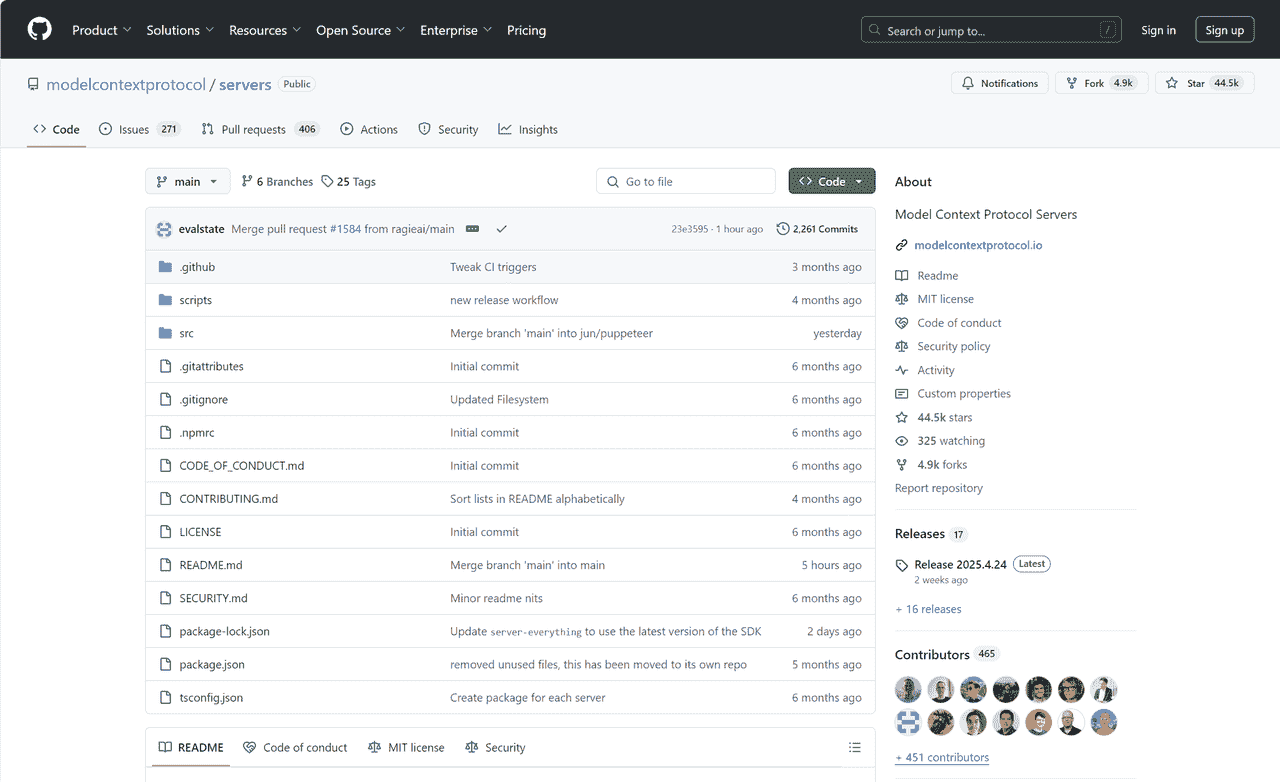 Product Solutions Resources Open Source Enterprise Pricing Search or jump to... / Sign in Sign up
modelcontextprotocol / servers Public Notifications Fork 4.9k Star 44.5k
Code Issues 271 Pull requests 406 Actions Security Insights
main 6 Branches 25 Tags Go to file Code
evalstate Merge pull request #1584 from ragieai/main 23e3595 · 1 hour ago 2,261 Commits
.github Tweak CI triggers 3 months ago
scripts new release workflow 4 months ago
src Merge branch 'main' into jun/puppeteer yesterday
.gitattributes Initial commit 6 months ago
.gitignore Updated Filesystem 6 months ago
.npmrc Initial commit 6 months ago
CODE_OF_CONDUCT.md Initial commit 6 months ago
CONTRIBUTING.md Sort lists in README alphabetically 4 months ago
LICENSE Initial commit 6 months ago
README.md Merge branch 'main' into main 5 hours ago
SECURITY.md Minor readme nits 6 months ago
package-lock.json Update server-everything to use the latest version of the SDK 2 days ago
package.json removed unused files, this has been moved to its own repo 5 months ago
tsconfig.json Create package for each server 6 months ago
README Code of conduct MIT license Security
About
Model Context Protocol Servers
modelcontextprotocol.io
Readme
MIT license
Code of conduct
Security policy
Activity
Custom properties
44.5k stars
325 watching
4.9k forks
Report repository
Releases 17
Release 2025.4.24 Latest
2 weeks ago
+ 16 releases
Contributors 465
+ 451 contributors